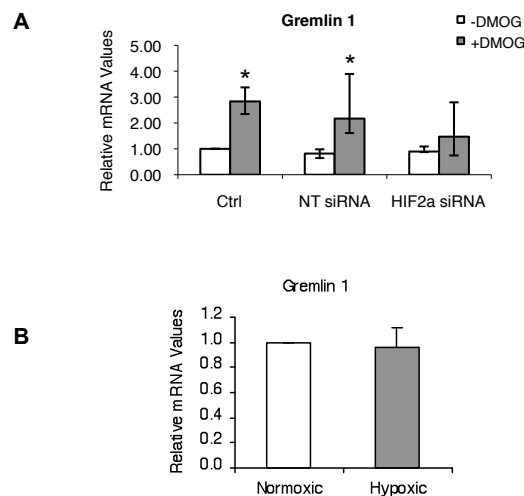 A
Gremlin 1
-DMOG
+DMOG
Relative mRNA Values
5.00
4.00
3.00
2.00
1.00
0.00
*
*
Ctrl
NT siRNA
HIF2a siRNA
B
Gremlin 1
Relative mRNA Values
1.2
1.0
0.8
0.6
0.4
0.2
0.0
Normoxic
Hypoxic